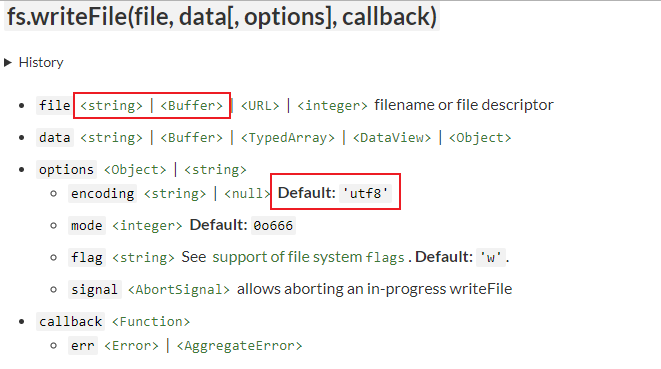 fs.writeFile(file, data[, options], callback)
History
file <string> | <Buffer> | <URL> | <integer> filename or file descriptor
data <string> | <Buffer> | <TypedArray> | <DataView> | <Object>
options <Object> | <string>
encoding <string> | <null> Default: 'utf8'
mode <integer> Default: 0o666
flag <string> See support of file system flags. Default: 'w'.
signal <AbortSignal> allows aborting an in-progress writeFile
callback <Function>
err <Error> | <AggregateError>